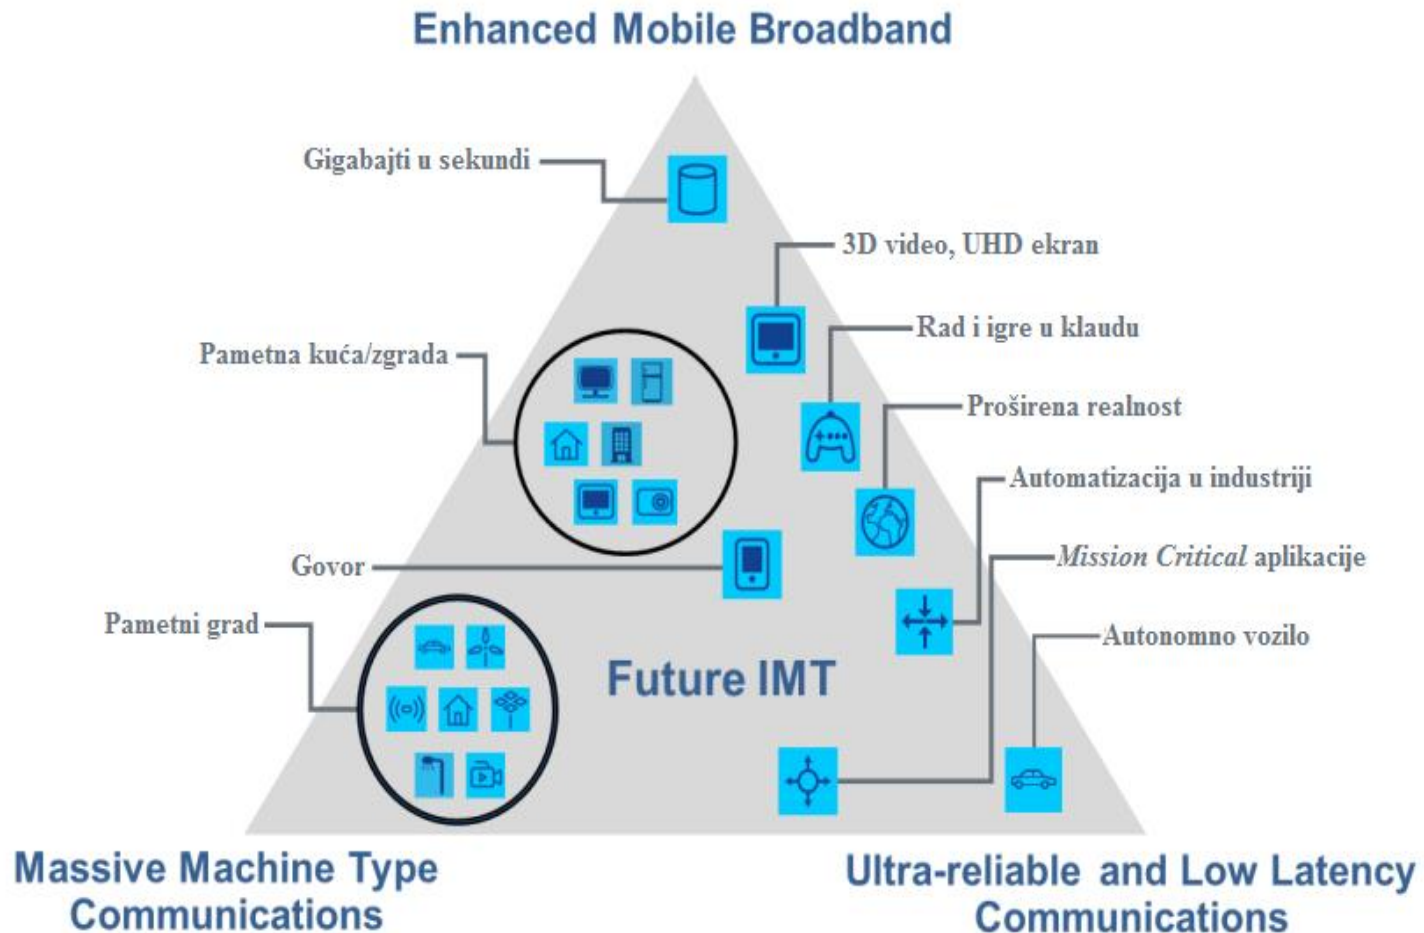 Enhanced Mobile Broadband
Gigabajti u sekundi
3D video, UHD ekran
Rad i igre u klaudu
Pametna kuća/zgrada
Proširena realnost
Automatizacija u industriji
Mission Critical aplikacije
Govor
Pametni grad
Autonomno vozilo
Future IMT
Massive Machine Type
Communications
Ultra-reliable and Low Latency
Communications